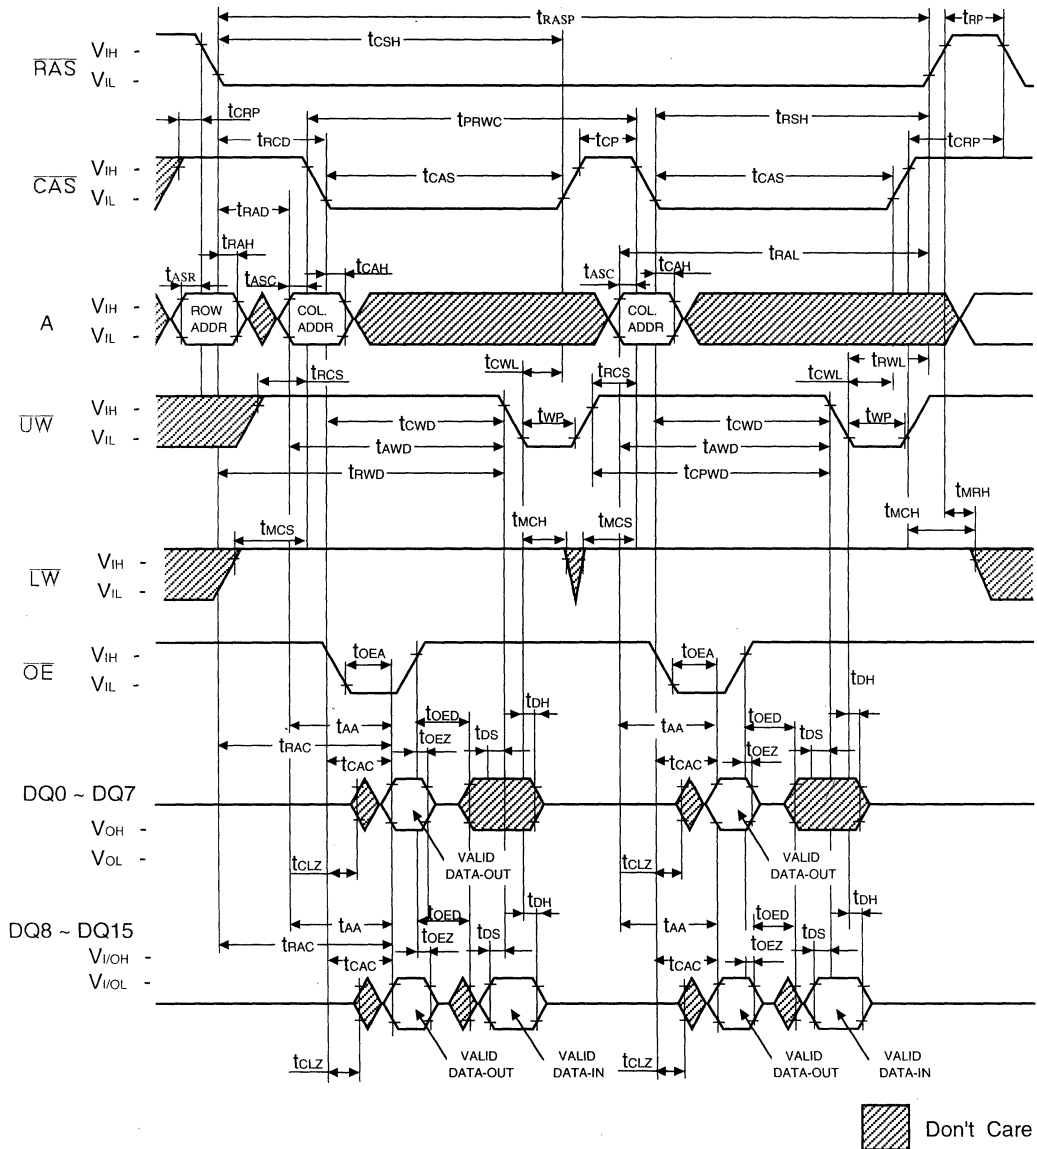 tRASP
tRP
tCSH
RAS
VIH -
VIL -
tCRP
tPRWC
tRSH
tRCD
tCP
tCRP
CAS
VIH -
VIL -
tCAS
tCAS
tRAD
tRAH
tRAL
tASR
tASC
tCAH
tASC
tCAH
A
VIH -
VIL -
ROW ADDR
COL. ADDR
COL. ADDR
tRCS
tCWL
tRCS
tCWL
tRWL
UW
VIH -
VIL -
tCWD
tWP
tCWD
tWP
tAWD
tAWD
tRWD
tCPWD
tMRH
tMCS
tMCH
tMCS
tMCH
LW
VIH -
VIL -
OE
VIH -
VIL -
tOEA
tOEA
tDH
tDH
tAA
tOED
tAA
tOED
tRAC
tOEZ
tDS
tOEZ
tDS
tCAC
tCAC
DQ0 ~ DQ7
VOH -
VOL -
tCLZ
VALID DATA-OUT
tCLZ
VALID DATA-OUT
tDH
tDH
DQ8 ~ DQ15
tAA
tOED
tAA
tOED
tRAC
tOEZ
tDS
tOEZ
tDS
VI/OH -
VI/OL -
tCAC
tCAC
tCLZ
VALID DATA-OUT
VALID DATA-IN
tCLZ
VALID DATA-OUT
VALID DATA-IN
Don't Care